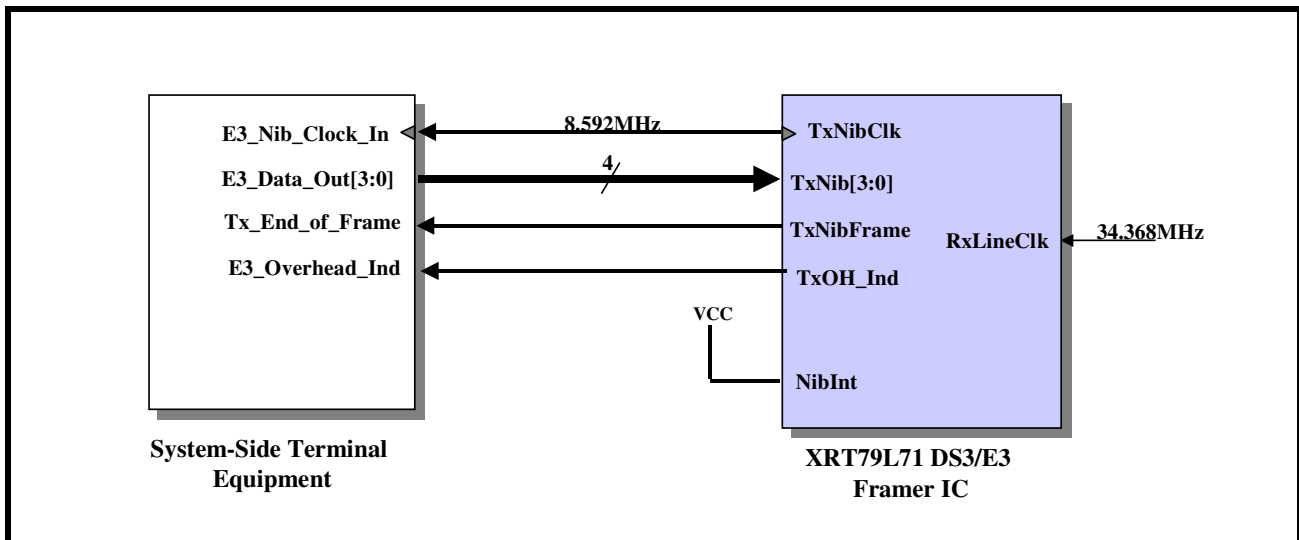 E3_Nib_Clock_In
8.592MHz
TxNibClk
E3_Data_Out[3:0]
4
TxNib[3:0]
Tx_End_of_Frame
TxNibFrame
RxLineClk
34.368MHz
E3_Overhead_Ind
TxOH_Ind
VCC
NibInt
System-Side Terminal
Equipment
XRT79L71 DS3/E3
Framer IC